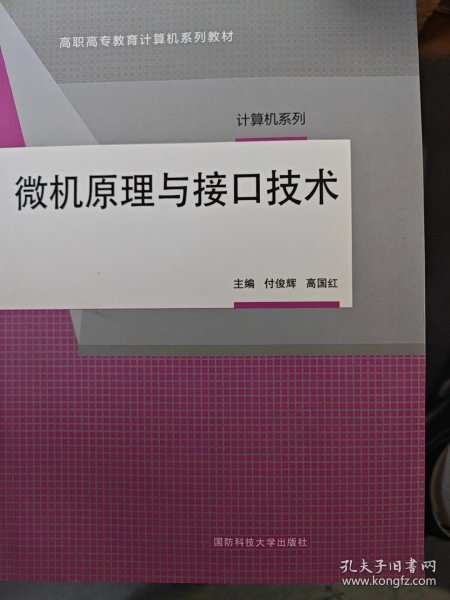 高职高专教育计算机系列教材
计算机系列
微机原理与接口技术
主编 付俊辉 高国红
国防科技大学出版社
孔夫子旧书网
www.kongfz.com